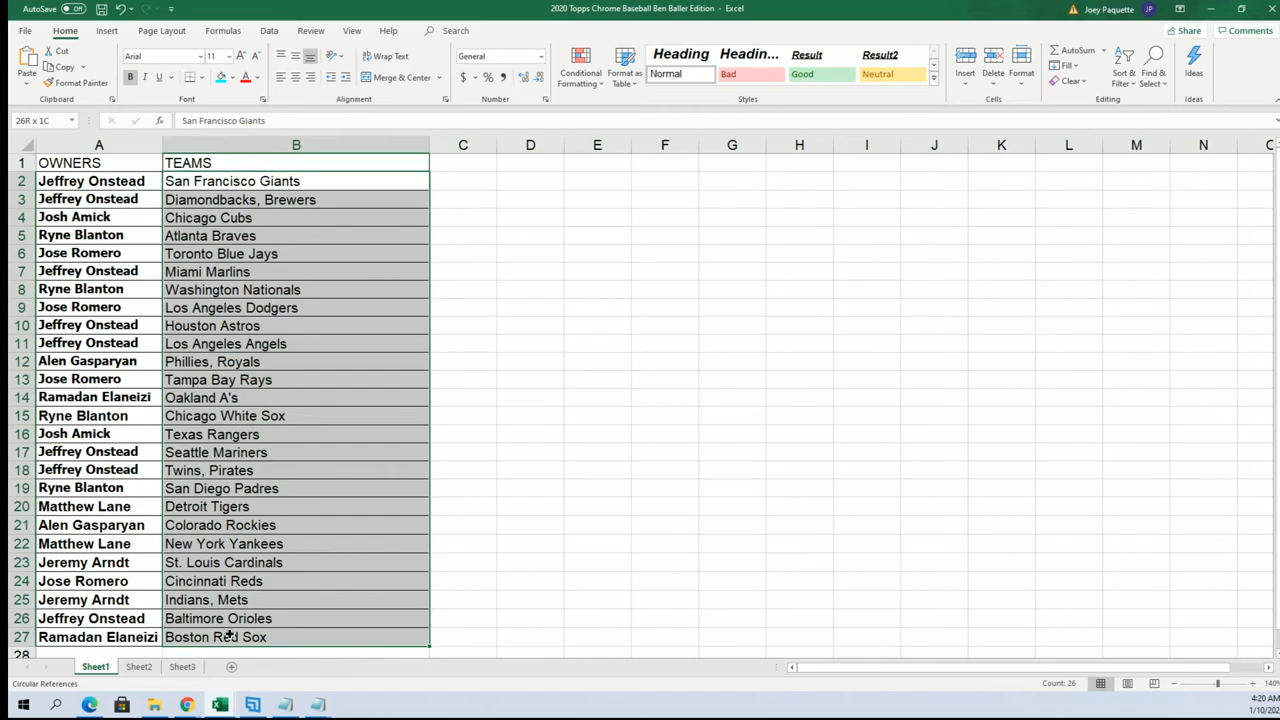 AutoSave Off 2020 Topps Chrome Baseball Ben Baller Edition - Excel Joey Paquette JP
File Home Insert Page Layout Formulas Data Review View Help Search Share Comments
Paste Cut Copy Format Painter Clipboard
Arial 11 B I U A A A Font
Wrap Text Merge & Center Alignment
General $ % Number
Conditional Formatting Format as Table Heading Headin... Result Result2 Normal Bad Good Neutral Styles
Insert Delete Format Cells
AutoSum Fill Clear Sort & Filter Find & Select Editing
Ideas Ideas
26R x 1C fx San Francisco Giants
A B C D E F G H I J K L M N
1 OWNERS TEAMS
2 Jeffrey Onstead San Francisco Giants
3 Jeffrey Onstead Diamondbacks, Brewers
4 Josh Amick Chicago Cubs
5 Ryne Blanton Atlanta Braves
6 Jose Romero Toronto Blue Jays
7 Jeffrey Onstead Miami Marlins
8 Ryne Blanton Washington Nationals
9 Jose Romero Los Angeles Dodgers
10 Jeffrey Onstead Houston Astros
11 Jeffrey Onstead Los Angeles Angels
12 Alen Gasparyan Phillies, Royals
13 Jose Romero Tampa Bay Rays
14 Ramadan Elaneizi Oakland A's
15 Ryne Blanton Chicago White Sox
16 Josh Amick Texas Rangers
17 Jeffrey Onstead Seattle Mariners
18 Jeffrey Onstead Twins, Pirates
19 Ryne Blanton San Diego Padres
20 Matthew Lane Detroit Tigers
21 Alen Gasparyan Colorado Rockies
22 Matthew Lane New York Yankees
23 Jeremy Arndt St. Louis Cardinals
24 Jose Romero Cincinnati Reds
25 Jeremy Arndt Indians, Mets
26 Jeffrey Onstead Baltimore Orioles
27 Ramadan Elaneizi Boston Red Sox
28
Sheet1 Sheet2 Sheet3
Circular References Count: 26 140%
4:20 AM